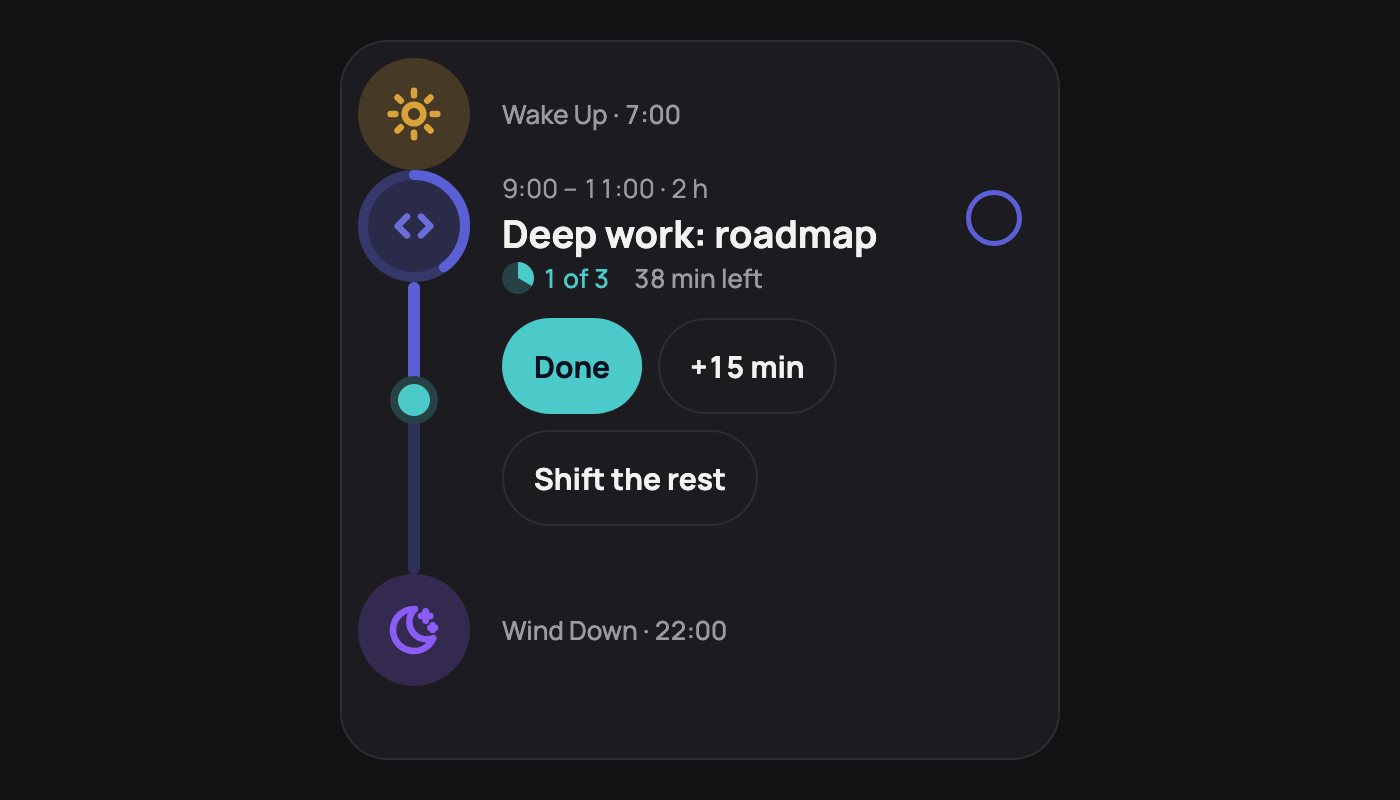 Wake Up · 7:00
9:00 – 11:00 · 2 h
Deep work: roadmap
1 of 3 38 min left
Done +15 min
Shift the rest
Wind Down · 22:00